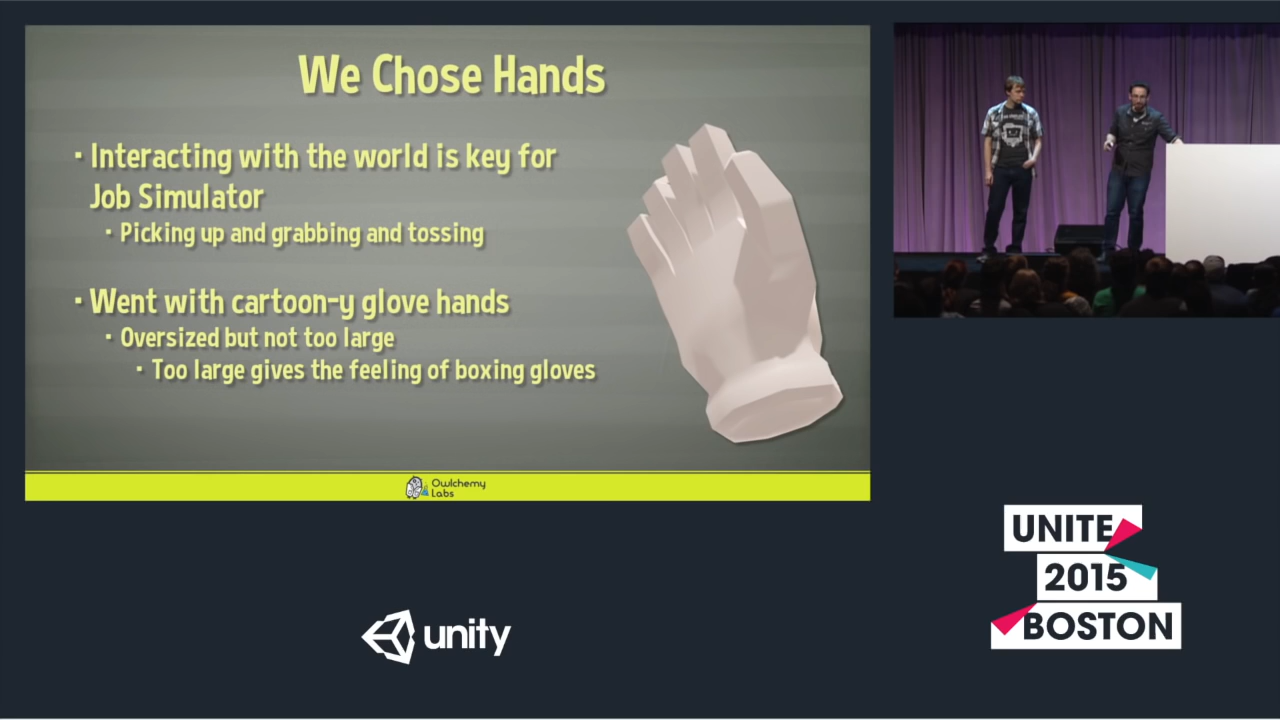 We Chose Hands
▪ Interacting with the world is key for
Job Simulator
▪ Picking up and grabbing and tossing
▪ Went with cartoon-y glove hands
▪ Oversized but not too large
▪ Too large gives the feeling of boxing gloves
Owlchemy
Labs
unity
UNITE
2015
BOSTON